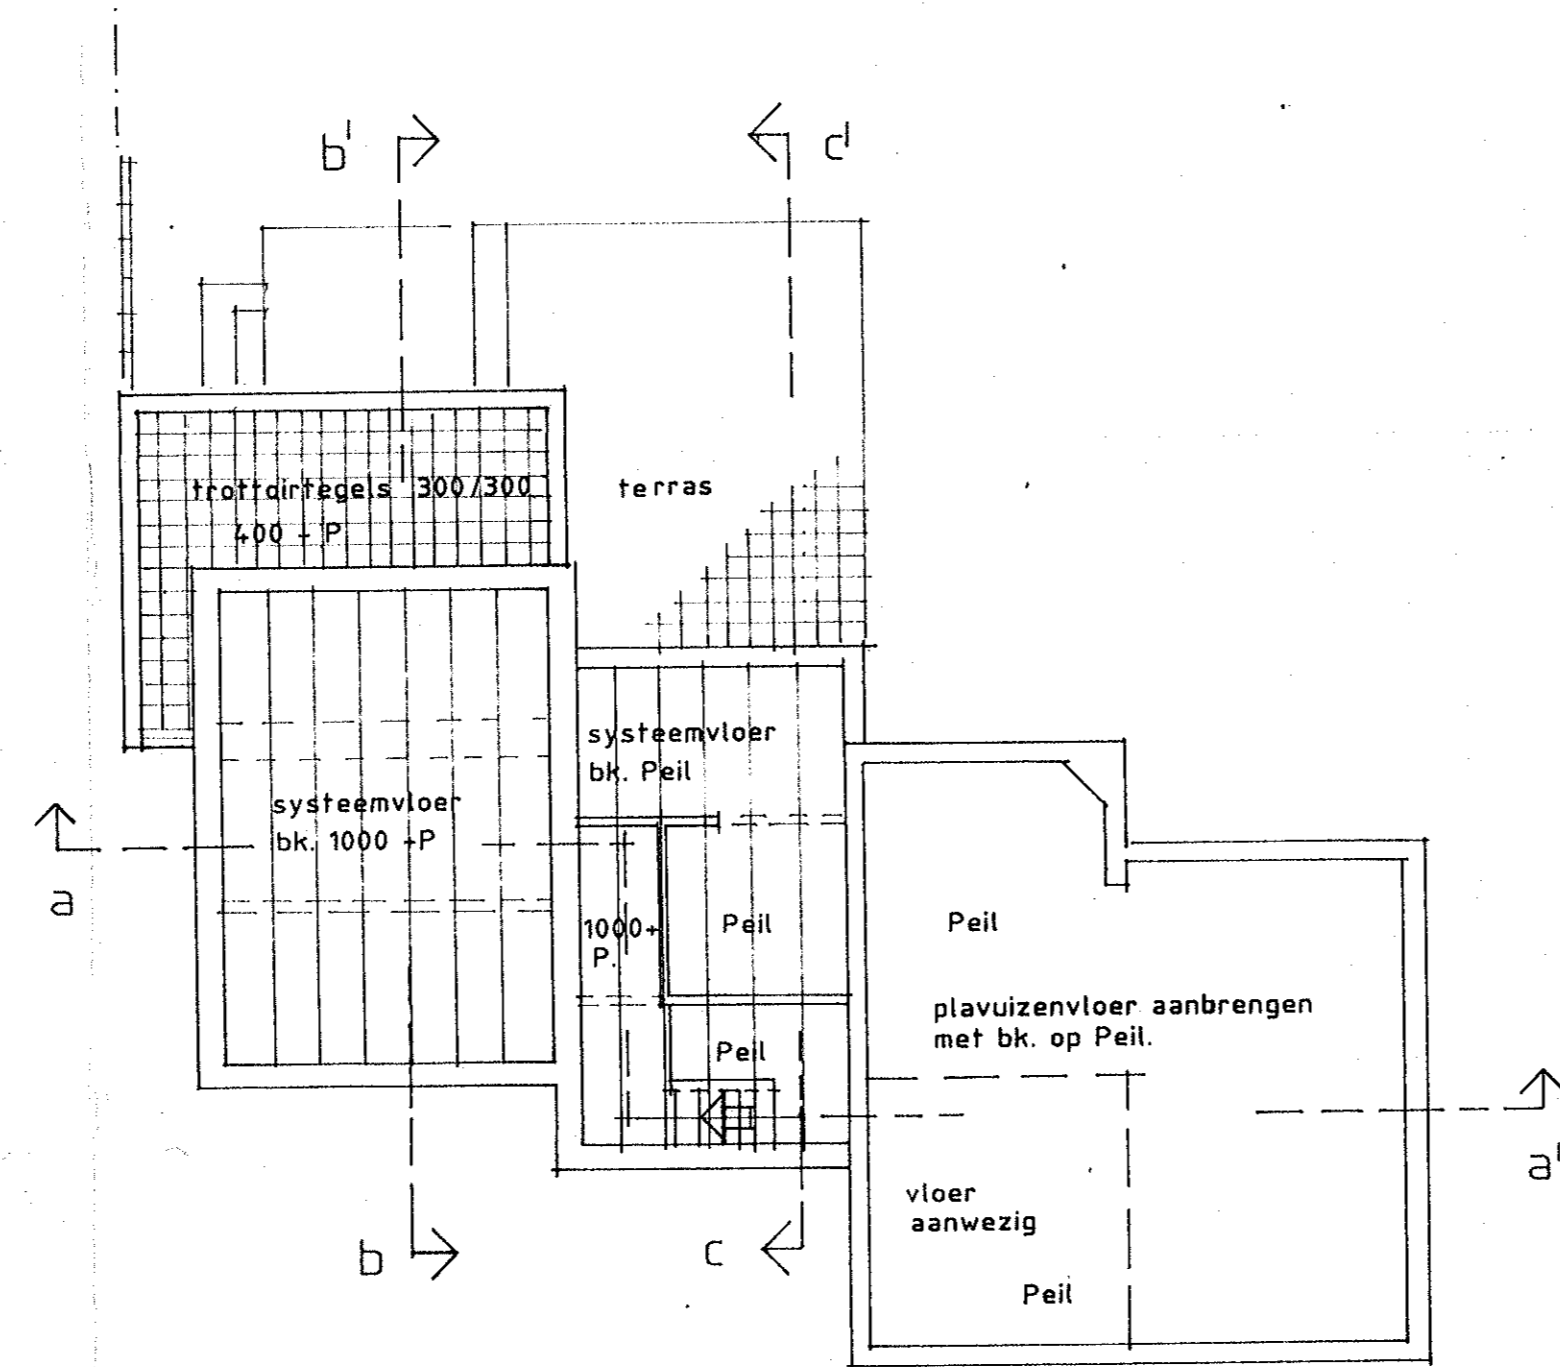 b'
c'
trottoirtegels 300/300
400 - P
terras
systeemvloer
bk. Peil
systeemvloer
bk. 1000 +P
a
1000+
P.
Peil
Peil
plavuizenvloer aanbrengen
met bk. op Peil.
Peil
a'
vloer
aanwezig
b
c
Peil